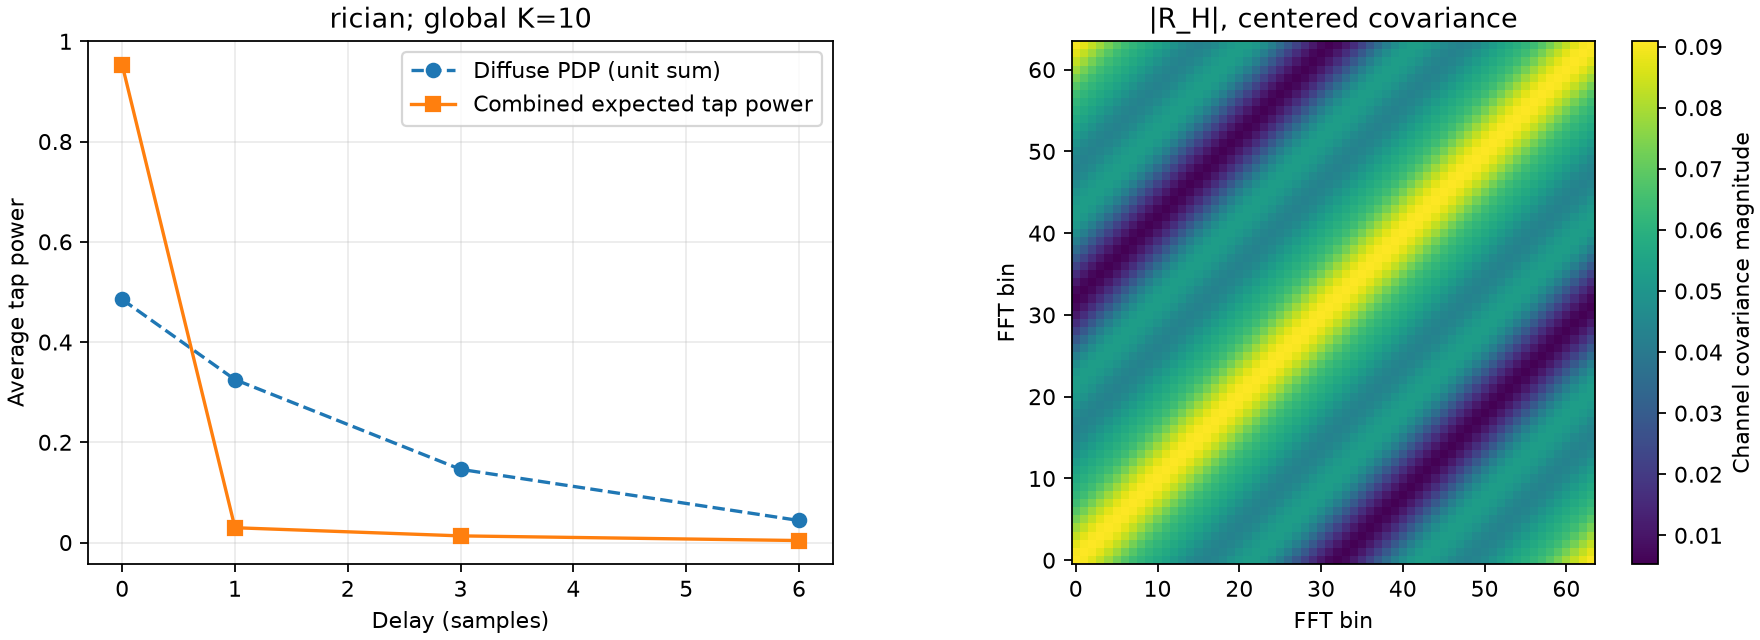 rician; global K=10
Average tap power
1
0.8
0.6
0.4
0.2
0
0 1 2 3 4 5 6
Delay (samples)
Diffuse PDP (unit sum)
Combined expected tap power
|R_H|, centered covariance
FFT bin
60
50
40
30
20
10
0
0 10 20 30 40 50 60
FFT bin
0.09
0.08
0.07
0.06
0.05
0.04
0.03
0.02
0.01
Channel covariance magnitude